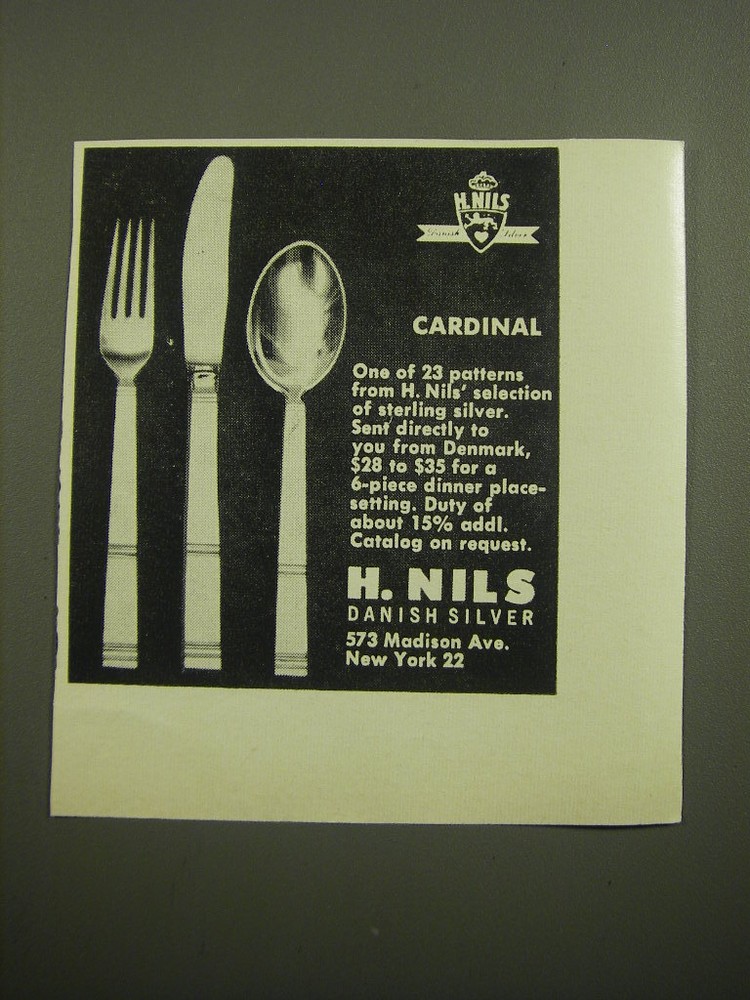 H. NILS
Danish Silver
CARDINAL
One of 23 patterns
from H. Nils' selection
of sterling silver.
Sent directly to
you from Denmark,
$28 to $35 for a
6-piece dinner place-
setting. Duty of
about 15% addl.
Catalog on request.
H. NILS
DANISH SILVER
573 Madison Ave.
New York 22